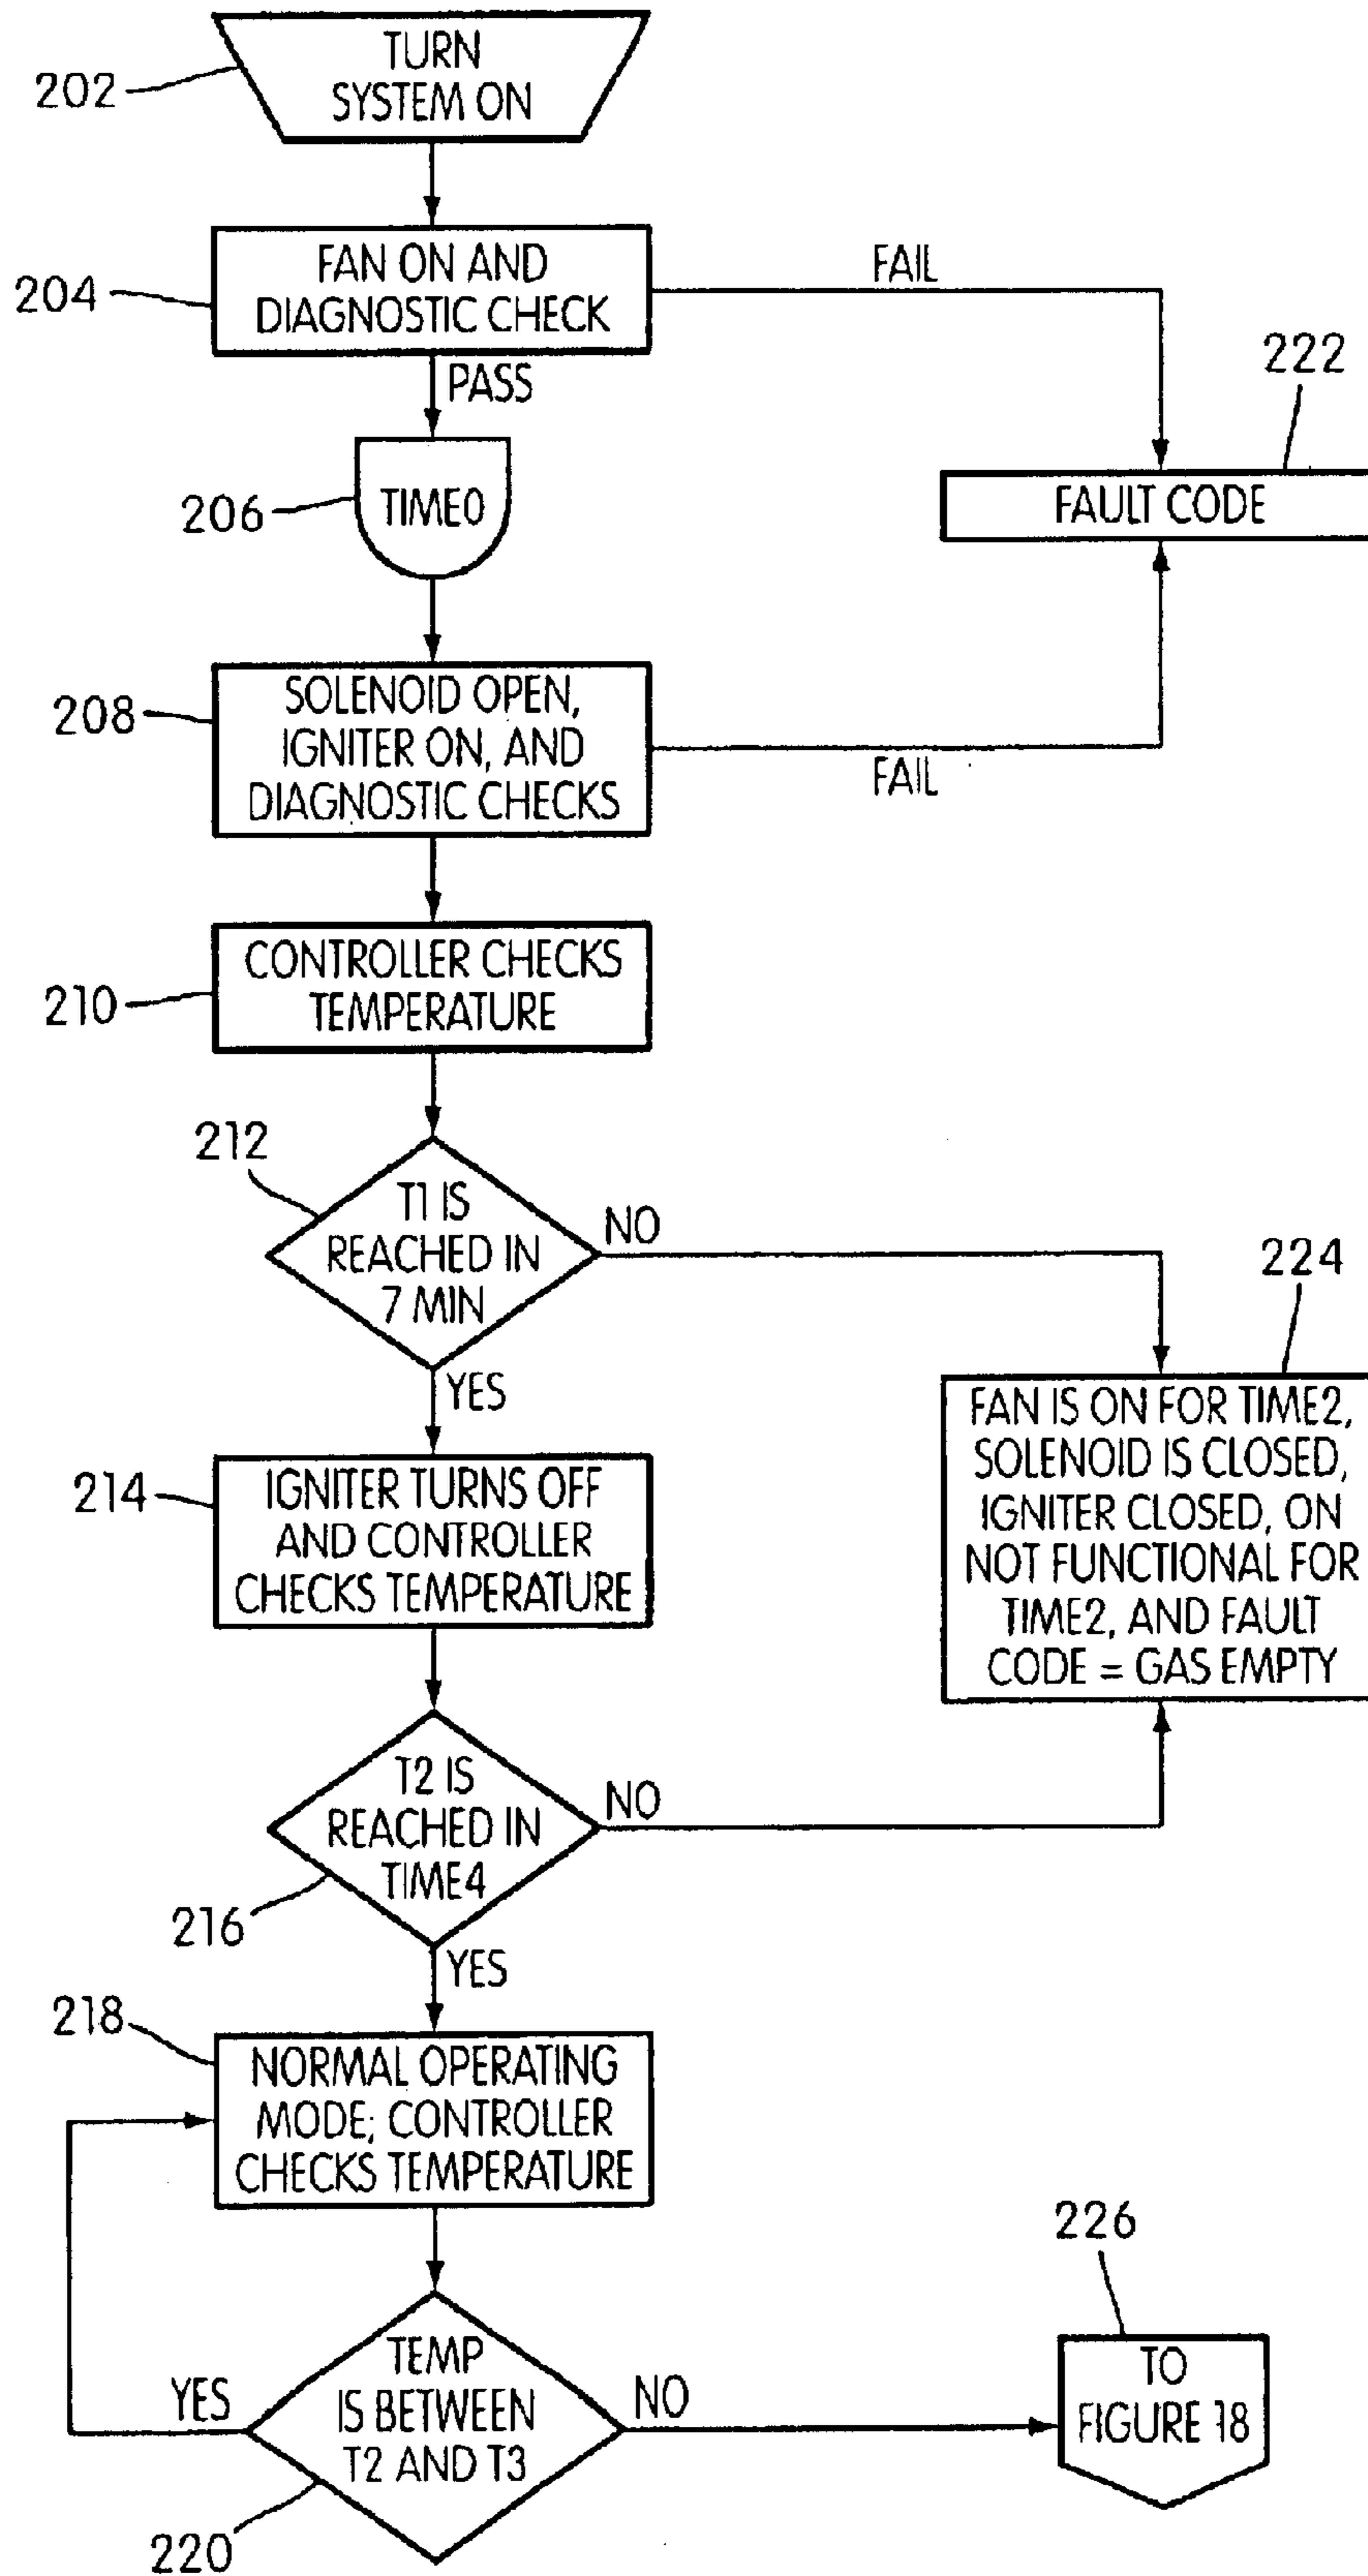 202
TURN
SYSTEM ON
204
FAN ON AND
DIAGNOSTIC CHECK
FAIL
PASS
222
FAULT CODE
206
TIME0
208
SOLENOID OPEN,
IGNITER ON, AND
DIAGNOSTIC CHECKS
FAIL
210
CONTROLLER CHECKS
TEMPERATURE
212
T1 IS
REACHED IN
7 MIN
NO
YES
224
FAN IS ON FOR TIME2,
SOLENOID IS CLOSED,
IGNITER CLOSED, ON
NOT FUNCTIONAL FOR
TIME2, AND FAULT
CODE = GAS EMPTY
214
IGNITER TURNS OFF
AND CONTROLLER
CHECKS TEMPERATURE
216
T2 IS
REACHED IN
TIME4
NO
YES
218
NORMAL OPERATING
MODE; CONTROLLER
CHECKS TEMPERATURE
220
TEMP
IS BETWEEN
T2 AND T3
YES
NO
226
TO
FIGURE 18